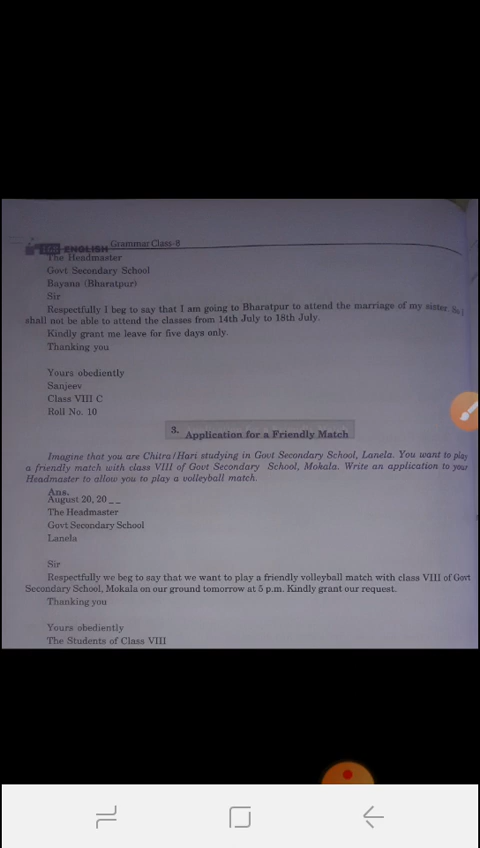 ENGLISH Grammar Class-8
The Headmaster
Govt Secondary School
Bayana (Bharatpur)
Sir
Respectfully I beg to say that I am going to Bharatpur to attend the marriage of my sister. So I
shall not be able to attend the classes from 14th July to 18th July.
Kindly grant me leave for five days only.
Thanking you
Yours obediently
Sanjeev
Class VIII C
Roll No. 10
3. Application for a Friendly Match
Imagine that you are Chitra/Hari studying in Govt Secondary School, Lanela. You want to play
a friendly match with class VIII of Govt Secondary School, Mokala. Write an application to your
Headmaster to allow you to play a volleyball match.
Ans.
August 20, 20 _ _
The Headmaster
Govt Secondary School
Lanela
Sir
Respectfully we beg to say that we want to play a friendly volleyball match with class VIII of Govt
Secondary School, Mokala on our ground tomorrow at 5 p.m. Kindly grant our request.
Thanking you
Yours obediently
The Students of Class VIII